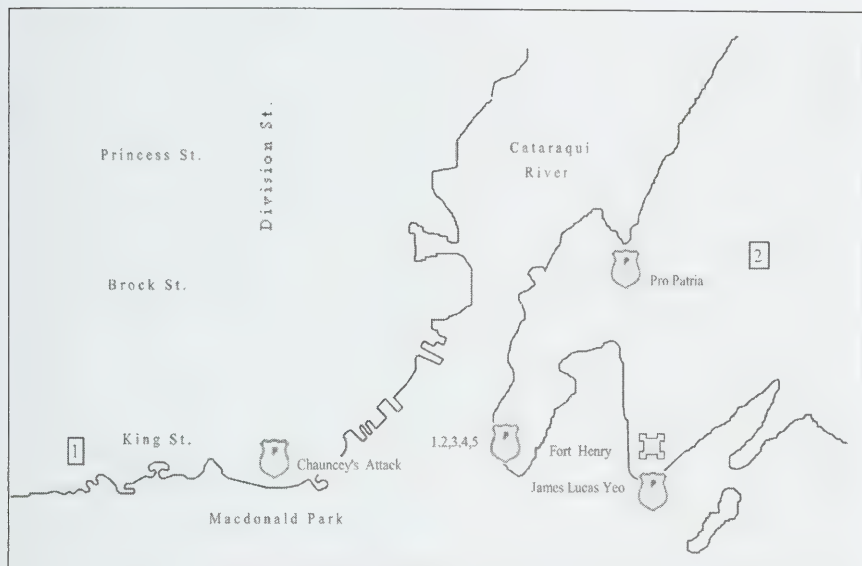 Princess St.
Division St.
Cataraqui
River
P
Pro Patria
2
Brock St.
1
King St.
P
Chauncey's Attack
1.2,3,4,5
P
Fort Henry
James Lucas Yeo
P
Macdonald Park